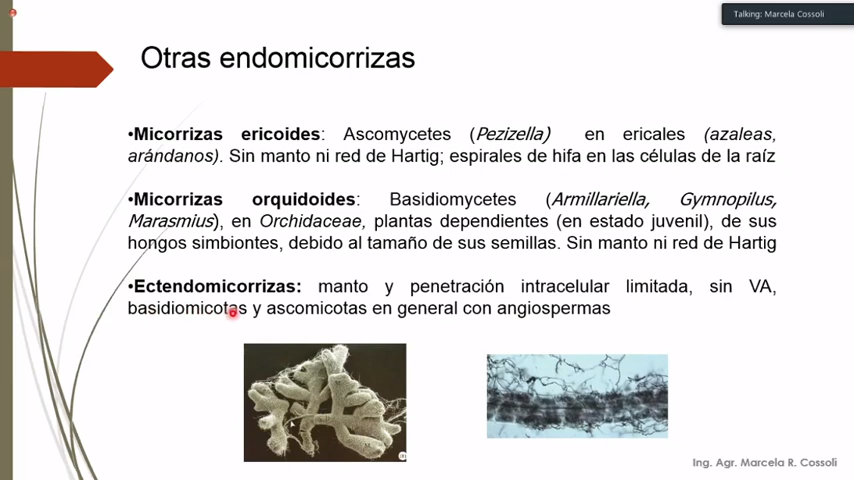 Talking: Marcela Cossoli
Otras endomicorrizas
•Micorrizas ericoides: Ascomycetes (Pezizella) en ericales (azaleas,
arándanos). Sin manto ni red de Hartig; espirales de hifa en las células de la raíz
•Micorrizas orquidoides: Basidiomycetes (Armillariella, Gymnopilus,
Marasmius), en Orchidaceae, plantas dependientes (en estado juvenil), de sus
hongos simbiontes, debido al tamaño de sus semillas. Sin manto ni red de Hartig
•Ectendomicorrizas: manto y penetración intracelular limitada, sin VA,
basidiomicotas y ascomicotas en general con angiospermas
Ing. Agr. Marcela R. Cossoli